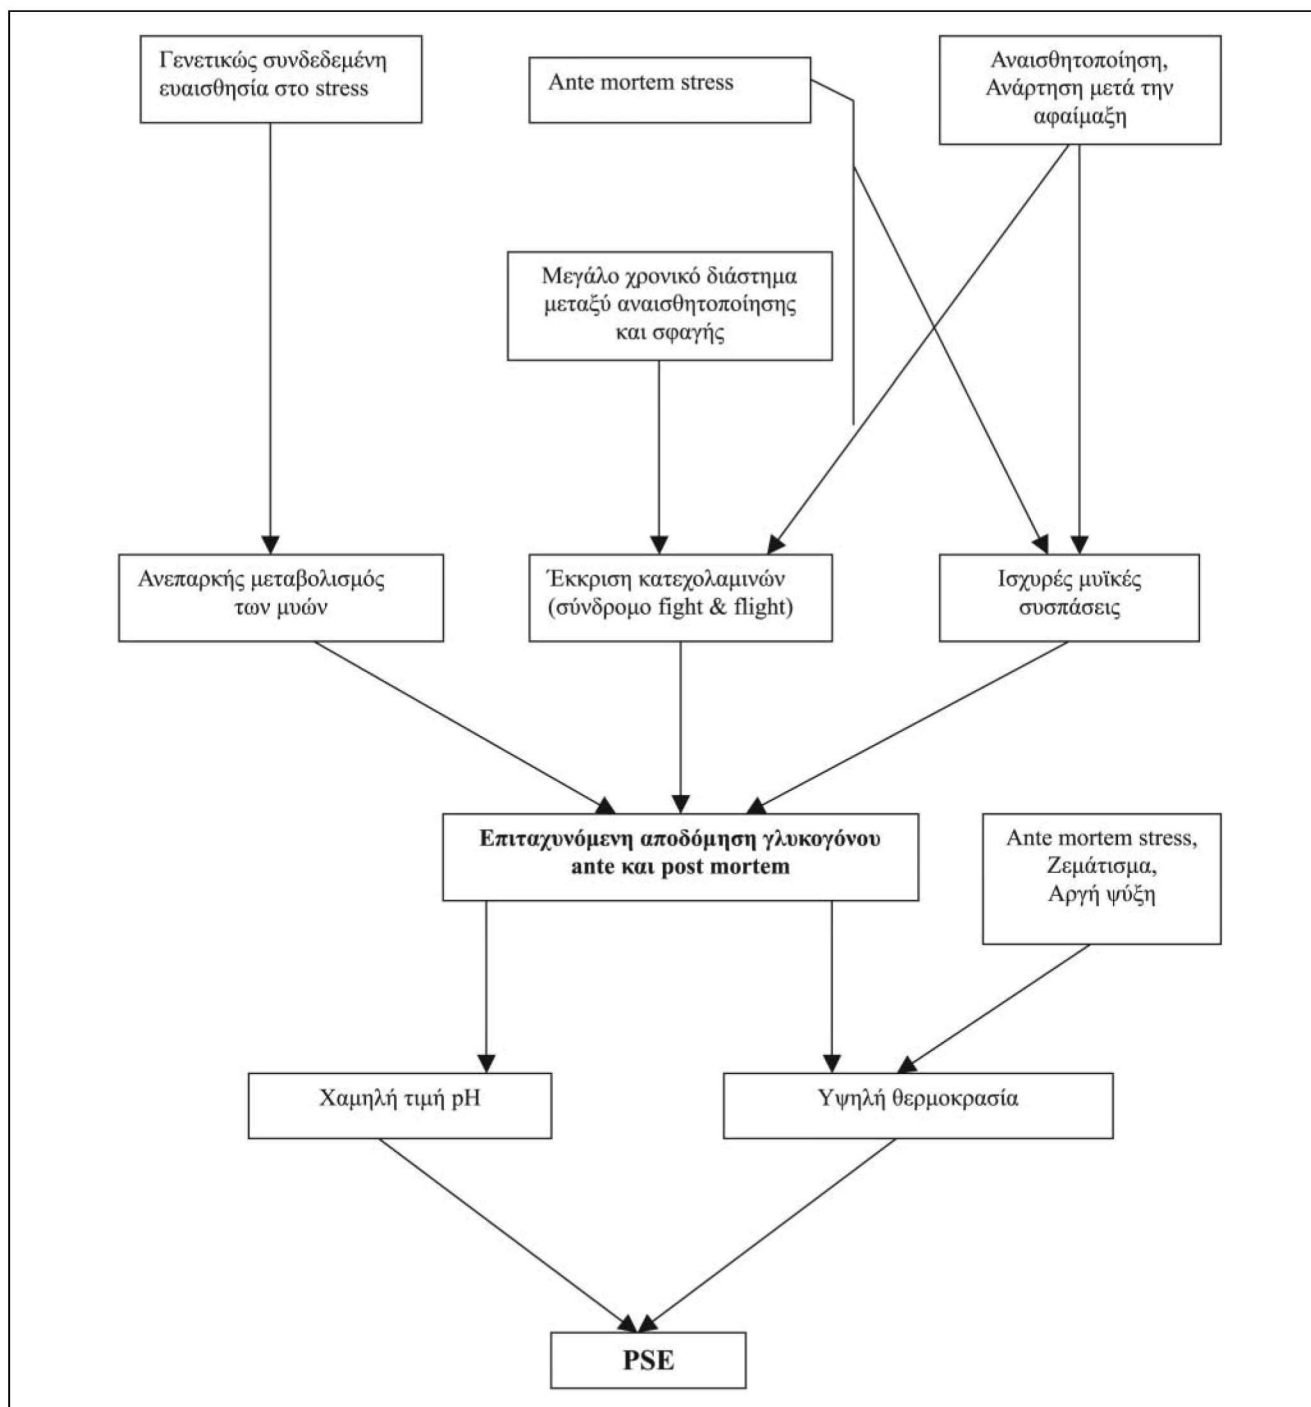 Γενετικώς συνδεδεμένη
ευαισθησία στο stress
Ante mortem stress
Αναισθητοποίηση,
Ανάρτηση μετά την
αφαίμαξη
Μεγάλο χρονικό διάστημα
μεταξύ αναισθητοποίησης
και σφαγής
Ανεπαρκής μεταβολισμός
των μυών
Έκκριση κατεχολαμινών
(σύνδρομο fight & flight)
Ισχυρές μυϊκές
συσπάσεις
Επιταχυνόμενη αποδόμηση γλυκογόνου
ante και post mortem
Ante mortem stress,
Ζεμάτισμα,
Αργή ψύξη
Χαμηλή τιμή pH
Υψηλή θερμοκρασία
PSE